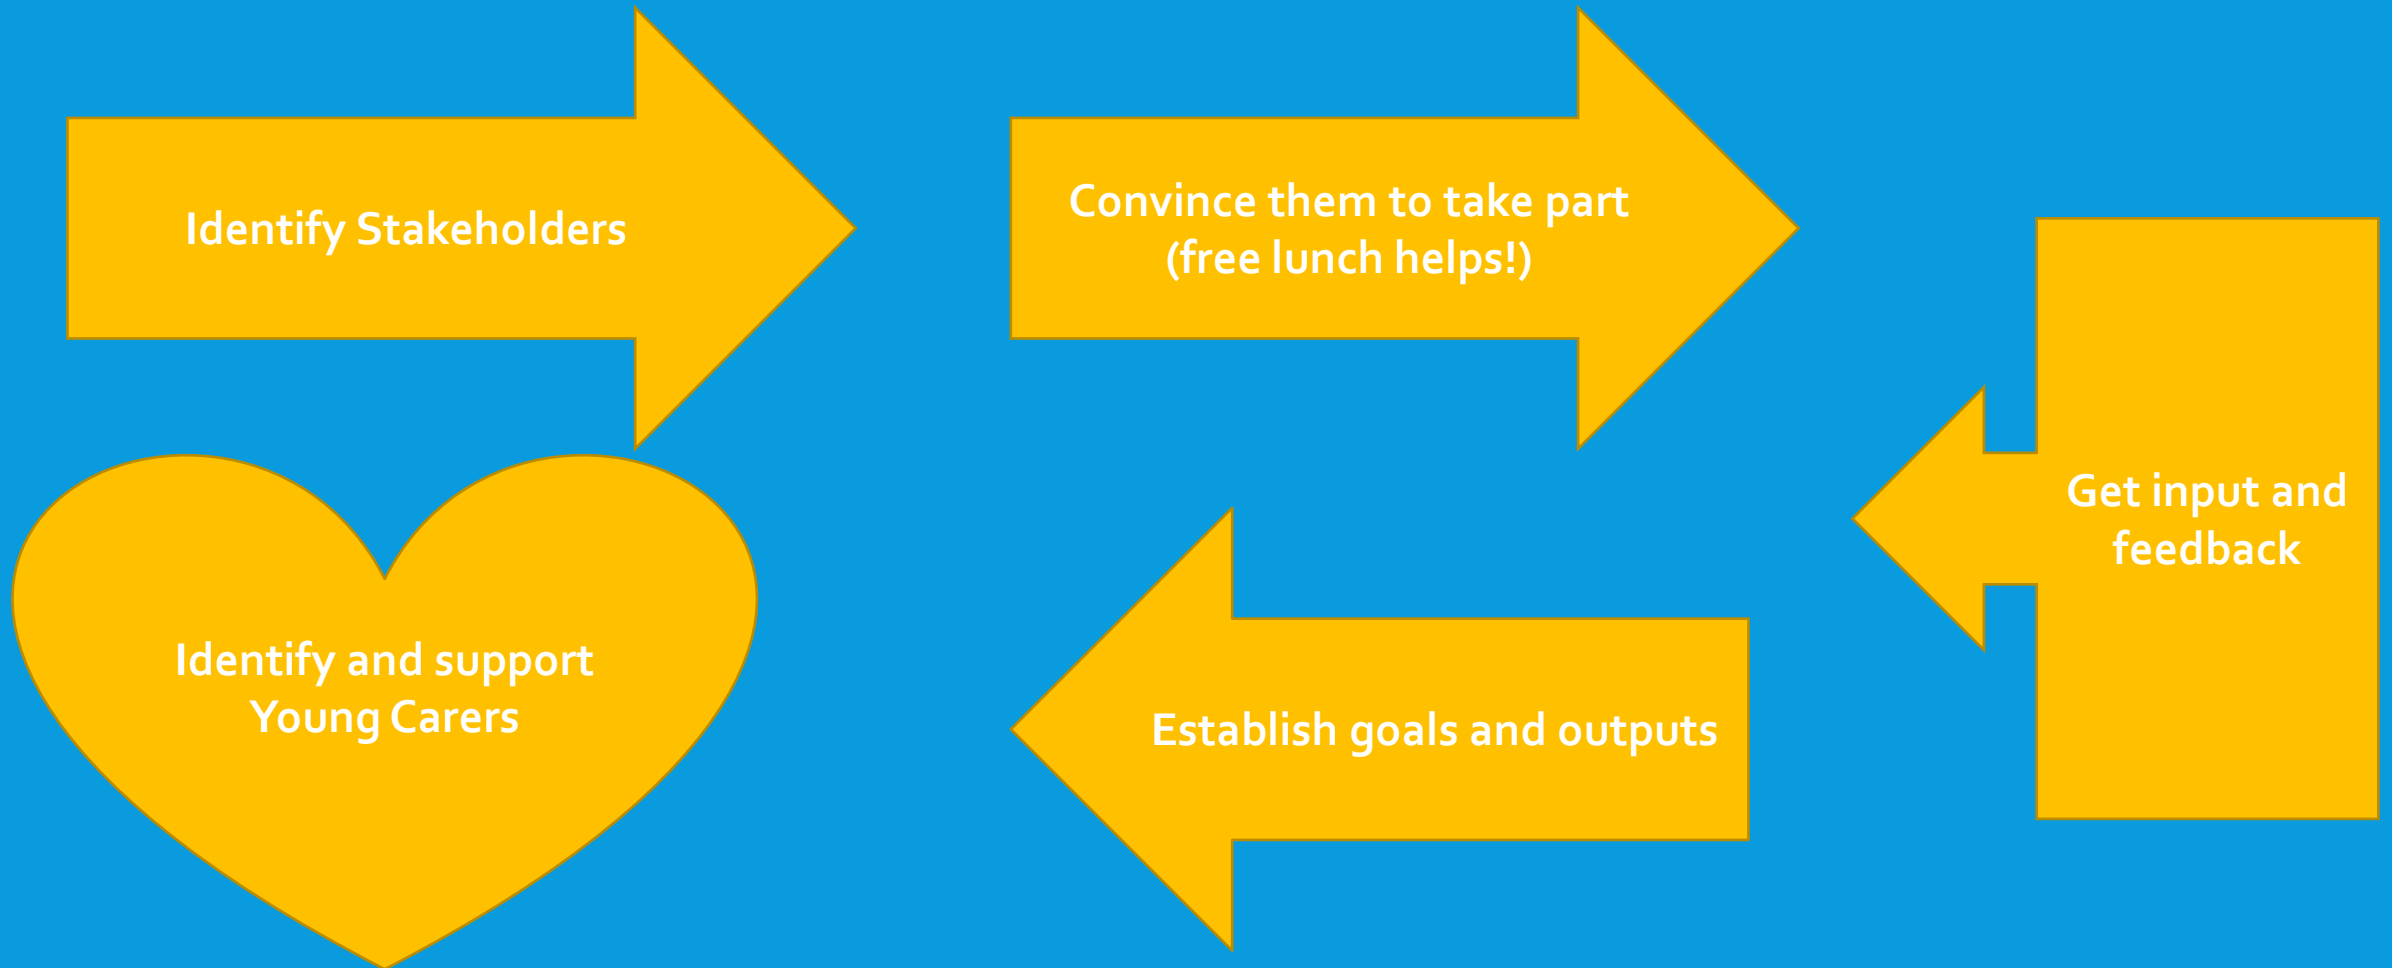 Identify Stakeholders
Convince them to take part
(free lunch helps!)
Get input and
feedback
Establish goals and outputs
Identify and support
Young Carers